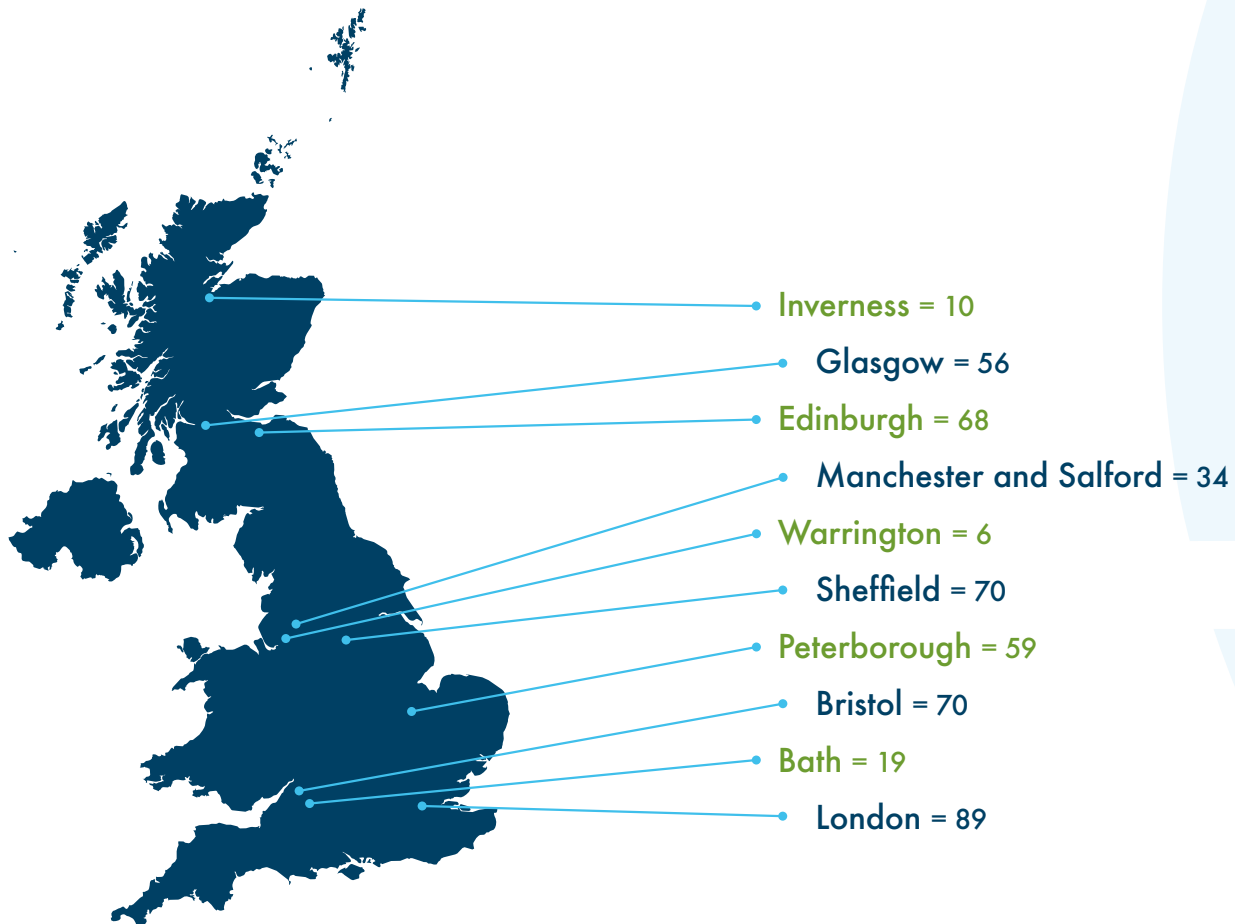 Inverness = 10
Glasgow = 56
Edinburgh = 68
Manchester and Salford = 34
Warrington = 6
Sheffield = 70
Peterborough = 59
Bristol = 70
Bath = 19
London = 89